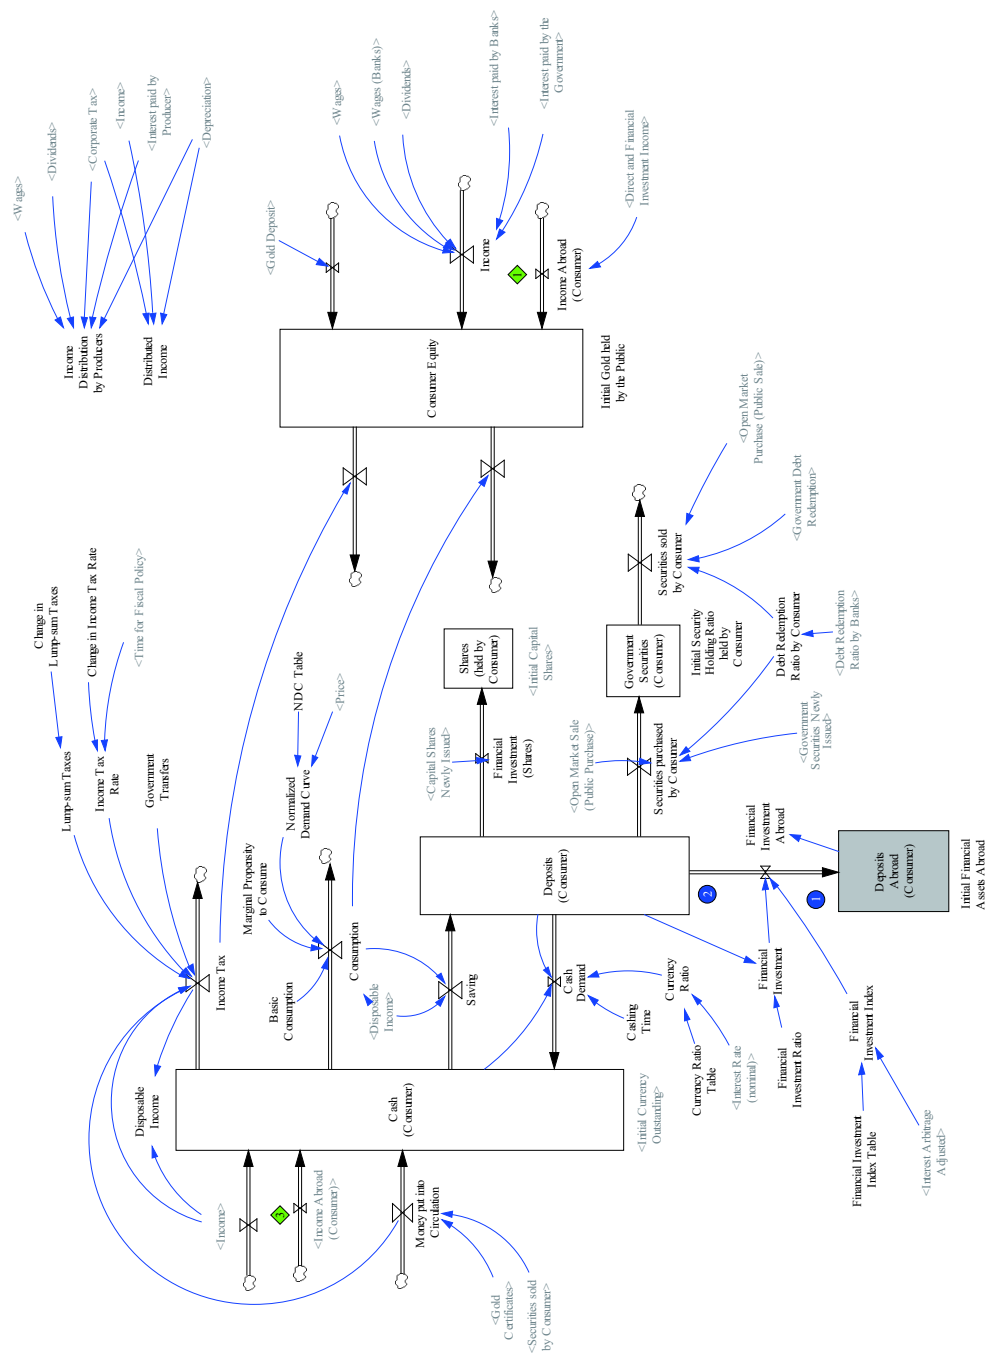 <Wages>
<Dividends>
<Corporate Tax>
<Income>
<Interest paid by
Producer>
<Depreciation>
Income
Distribution
by Producers
Distributed
Income
<Gold Deposit>
<Wages>
<Wages (Banks)>
<Dividends>
<Interest paid by Banks>
<Interest paid by the
Government>
Income
1
Income Abroad
(Consumer)
<Direct and Financial
Investment Income>
Consumer Equity
Initial Gold held
by the Public
Change in
Lump-sum Taxes
Change in Income Tax Rate
<Time for Fiscal Policy>
Lump-sum Taxes
Income Tax
Rate
Government
Transfers
Income Tax
NDC Table
<Price>
Normalized
Demand Curve
Marginal Propensity
to Consume
Basic
Consumption
Consumption
<Disposable
Income>
Saving
Disposable
Income
<Income>
3
<Income Abroad
(Consumer)>
Money put into
Circulation
<Gold
Certificates>
<Securities sold
by Consumer>
Cash
(Consumer)
<Initial Currency
Outstanding>
Cash
Demand
Cashing
Time
Currency
Ratio
Currency Ratio
Table
<Interest Rate
(nominal)>
Deposits
(Consumer)
<Capital Shares
Newly Issued>
Financial
Investment
(Shares)
Shares
(held by
Consumer)
<Initial Capital
Shares>
<Open Market Sale
(Public Purchase)>
Securities purchased
by Consumer
Government
Securities
(Consumer)
Initial Security
Holding Ratio
held by
Consumer
Securities sold
by Consumer
<Open Market
Purchase (Public Sale)>
<Government Debt
Redemption>
Debt Redemption
Ratio by Consumer
<Debt Redemption
Ratio by Banks>
<Government
Securities Newly
Issued>
2
1
Financial
Investment
Abroad
Deposits
Abroad
(Consumer)
Initial Financial
Assets Abroad
Financial
Investment
Financial
Investment Ratio
Financial
Investment Index
Financial Investment
Index Table
<Interest Arbitrage
Adjusted>